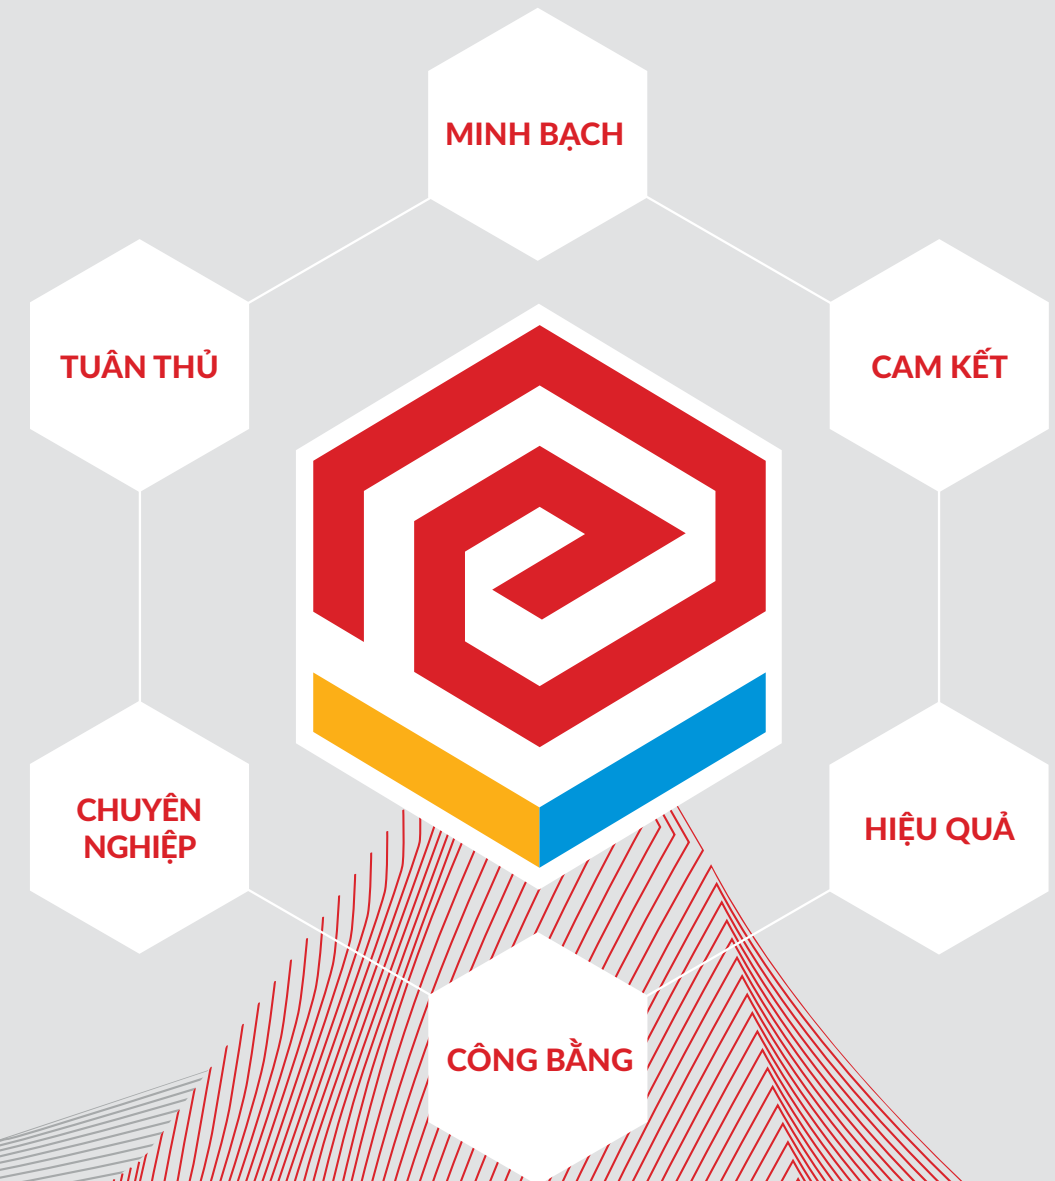 MINH BẠCH
TUÂN THỦ
CAM KẾT
CHUYÊN
NGHIỆP
HIỆU QUẢ
CÔNG BẰNG